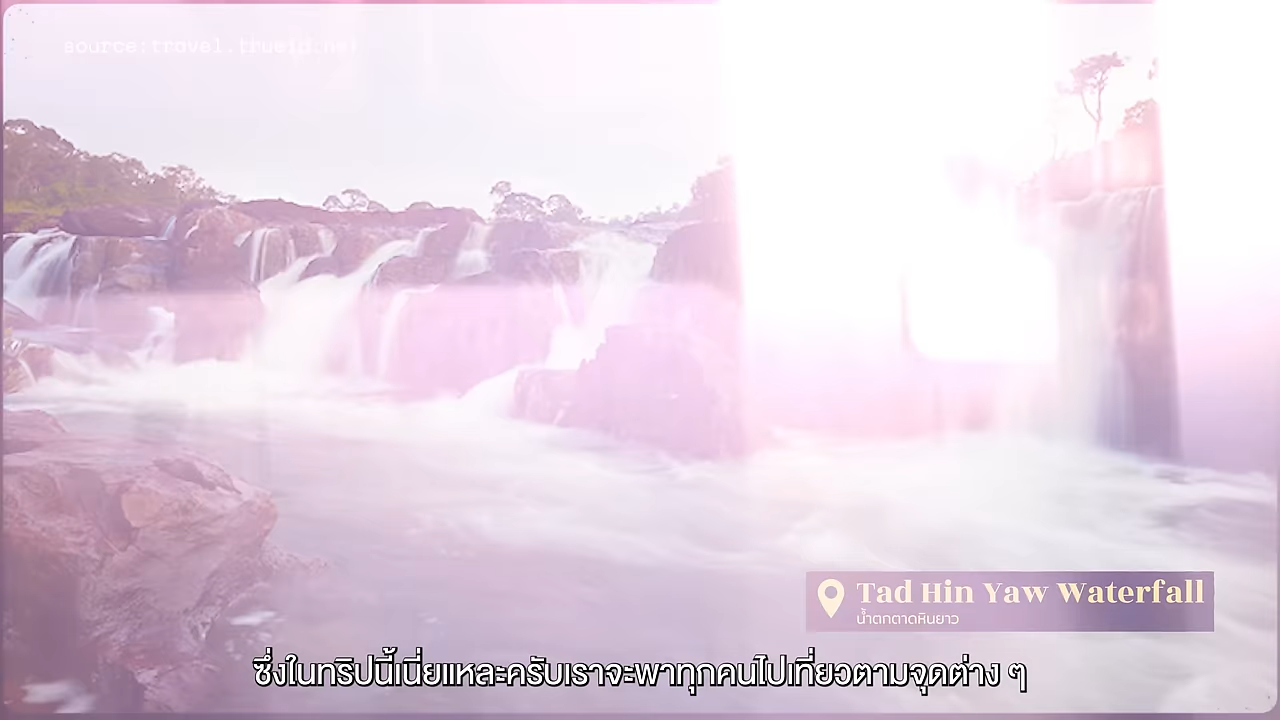 source:travel.trueid.net
Tad Hin Yaw Waterfall
น้ำตกตาดหินยาว
ซึ่งในทริปนี้เนี่ยแหละครับเราจะพาทุกคนไปเที่ยวตามจุดต่าง ๆ